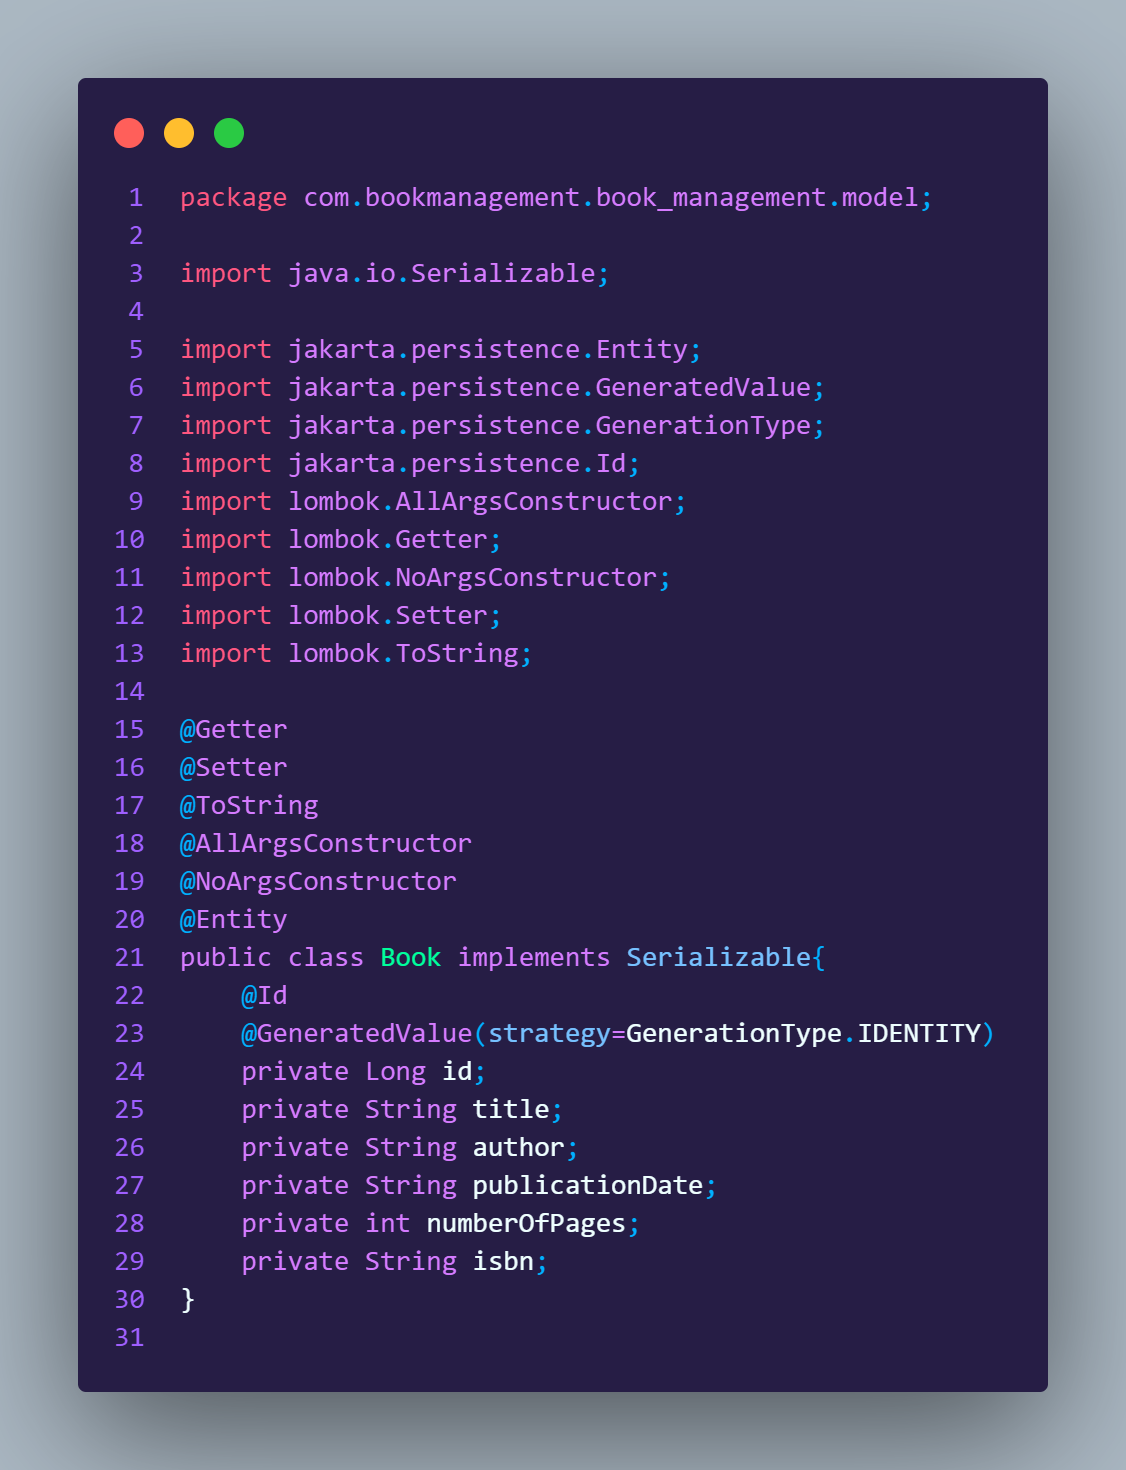 1 package com.bookmanagement.book_management.model;
2
3 import java.io.Serializable;
4
5 import jakarta.persistence.Entity;
6 import jakarta.persistence.GeneratedValue;
7 import jakarta.persistence.GenerationType;
8 import jakarta.persistence.Id;
9 import lombok.AllArgsConstructor;
10 import lombok.Getter;
11 import lombok.NoArgsConstructor;
12 import lombok.Setter;
13 import lombok.ToString;
14
15 @Getter
16 @Setter
17 @ToString
18 @AllArgsConstructor
19 @NoArgsConstructor
20 @Entity
21 public class Book implements Serializable{
22     @Id
23     @GeneratedValue(strategy=GenerationType.IDENTITY)
24     private Long id;
25     private String title;
26     private String author;
27     private String publicationDate;
28     private int numberOfPages;
29     private String isbn;
30 }
31